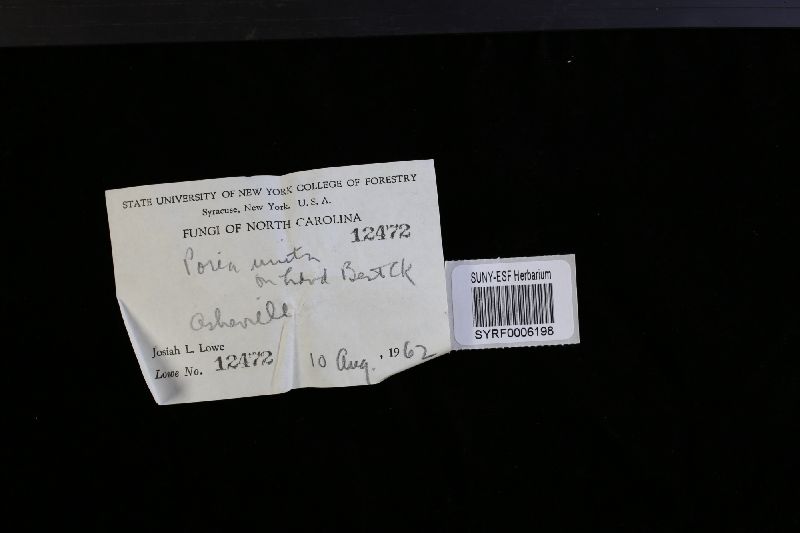 STATE UNIVERSITY OF NEW YORK COLLEGE OF FORESTRY
Syracuse, New York. U. S. A.
FUNGI OF NORTH CAROLINA
12472
Poria
on
Asheville
Josiah L. Lowe
Lowe No. 12472 10 Aug. , 1962
SUNY-ESF Herbarium
SYRF0006198